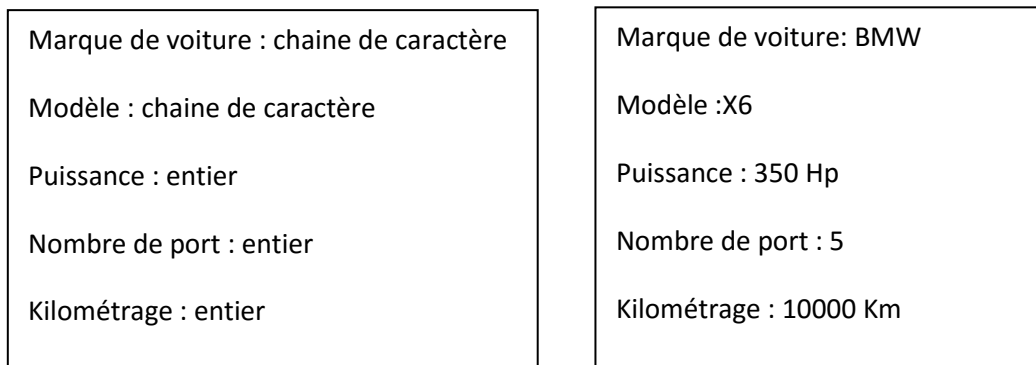 Marque de voiture : chaine de caractère
Modèle : chaine de caractère
Puissance : entier
Nombre de port : entier
Kilométrage : entier
Marque de voiture: BMW
Modèle :X6
Puissance : 350 Hp
Nombre de port : 5
Kilométrage : 10000 Km